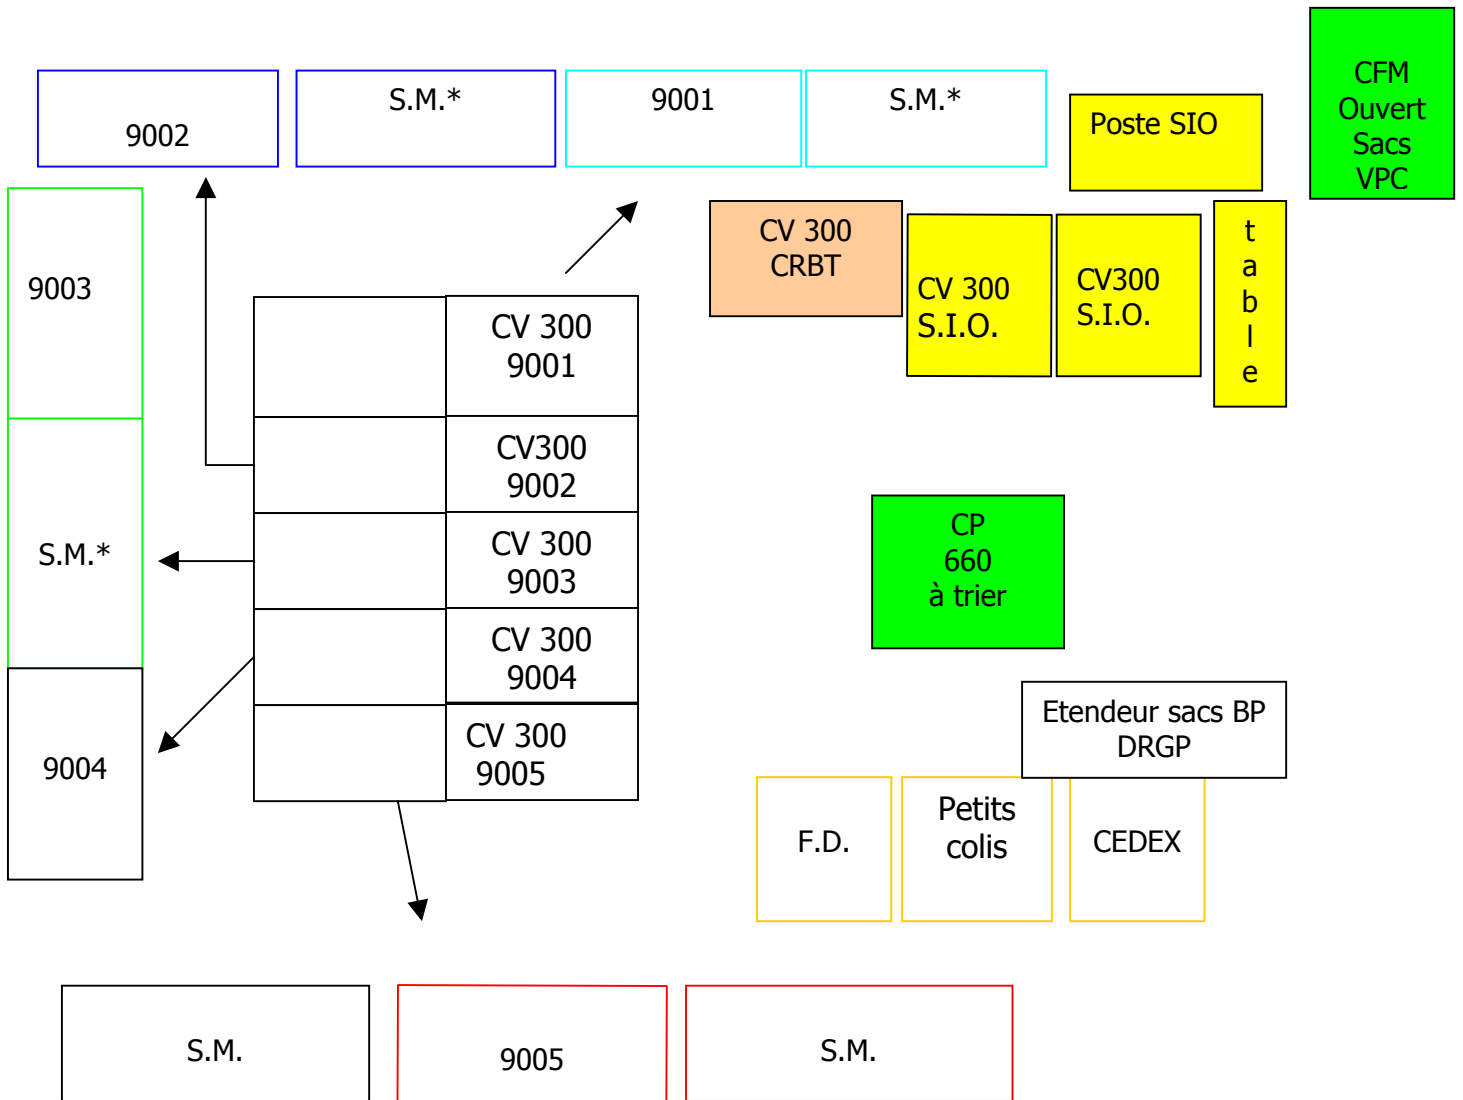 CFM
Ouvert
Sacs
VPC
9002
S.M.*
9001
S.M.*
Poste SIO
9003
S.M.*
9004
CV 300
9001
CV300
9002
CV 300
9003
CV 300
9004
CV 300
9005
CV 300
CRBT
CV 300
S.I.O.
CV300
S.I.O.
t
a
b
l
e
CP
660
à trier
Etendeur sacs BP
DRGP
F.D.
Petits
colis
CEDEX
S.M.
9005
S.M.